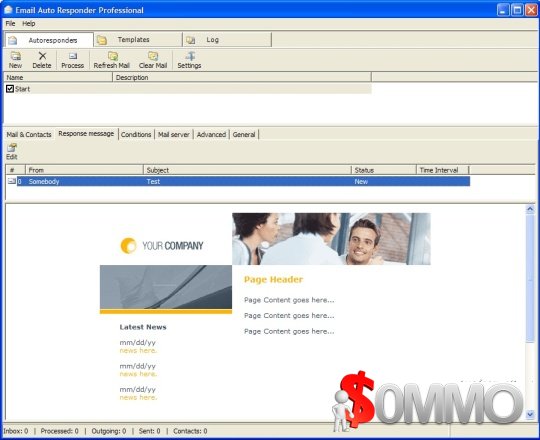 Email Auto Responder Professional
File Help
Autoresponders Templates Log
New Delete Process Refresh Mail Clear Mail Settings
Name Description
Start
Mail & Contacts Response message Conditions Mail server Advanced General
Edit
# From Subject Status Time Interval
0 Somebody Test New
YOUR COMPANY
Page Header
Page Content goes here...
Page Content goes here...
Page Content goes here...
Latest News
mm/dd/yy
news here.
mm/dd/yy
news here.
mm/dd/yy
news here.
$OMMO
Inbox: 0 | Processed: 0 | Outgoing: 0 | Sent: 0 | Contacts: 0